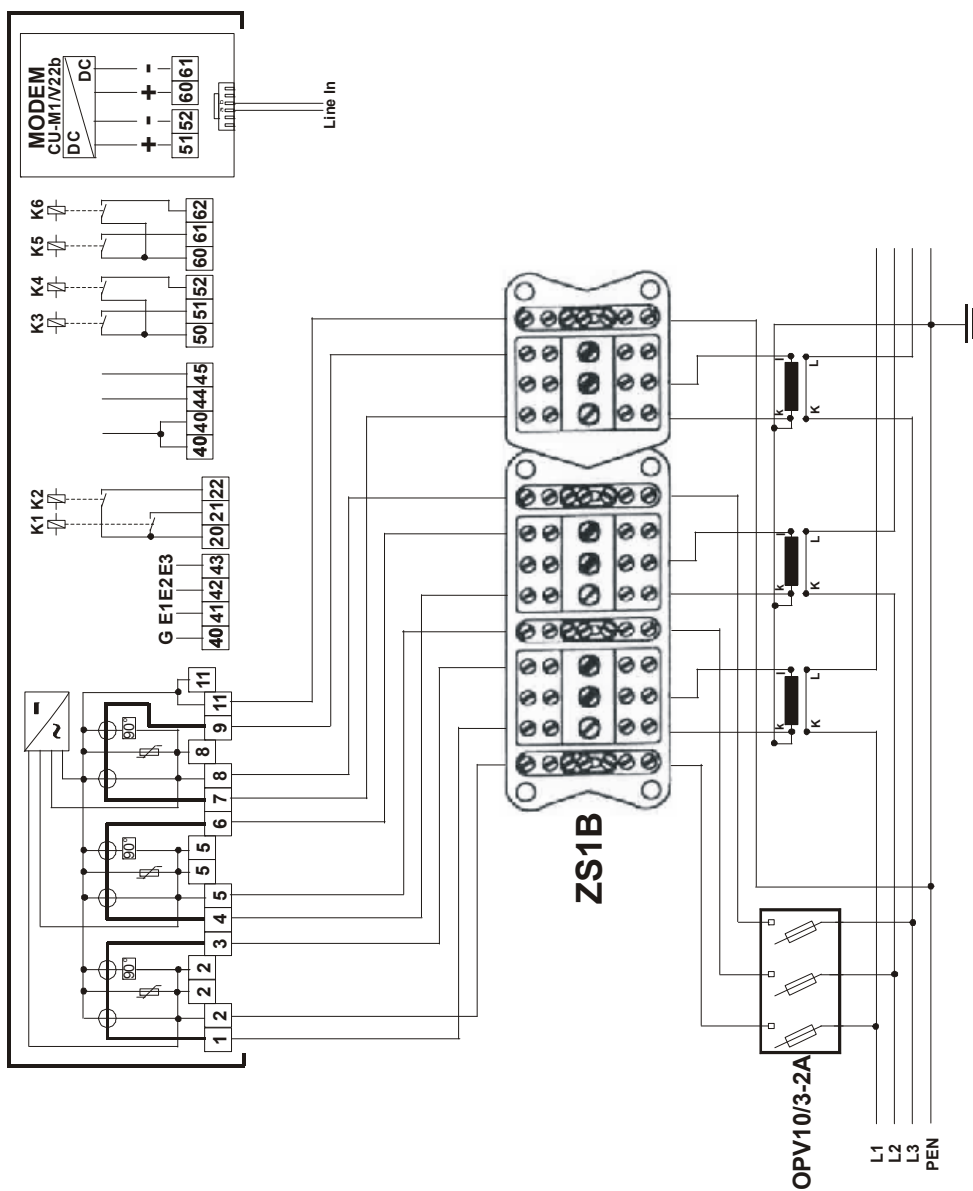 MODEM
CU-M1/V22b
DC
DC
+ - + -
51 52 60 61
Line In
K3 K4 K5 K6
50 51 52 60 61 62
40 40 44 45
K1 K2
20 21 22
G E1 E2 E3
40 41 42 43
90° 90° 90°
1 2 2 2 3 4 5 5 5 6 7 8 8 9 11 11
ZS1B
k l
K L
k l
K L
k l
K L
OPV10/3-2A
L1
L2
L3
PEN